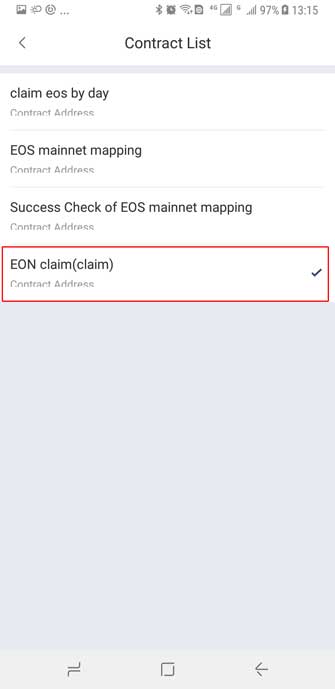 ... 4G G 97% 13:15
Contract List
claim eos by day
Contract Address
EOS mainnet mapping
Contract Address
Success Check of EOS mainnet mapping
Contract Address
EON claim(claim)
Contract Address